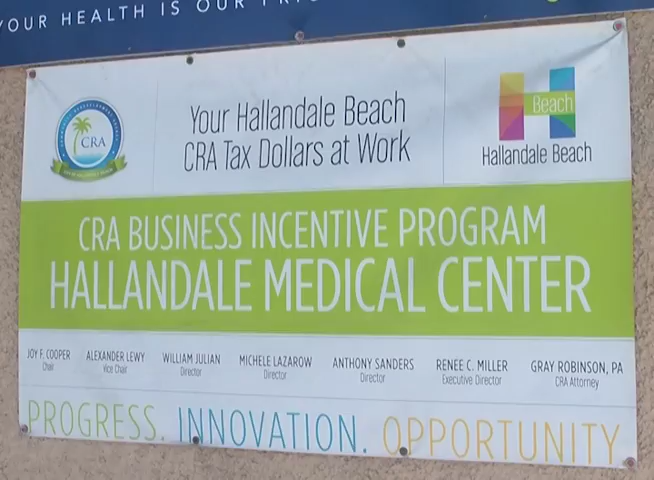 YOUR HEALTH IS OUR
CRA
Your Hallandale Beach
CRA Tax Dollars at Work
H
Beach
Hallandale Beach
CRA BUSINESS INCENTIVE PROGRAM
HALLANDALE MEDICAL CENTER
JOY F. COOPER ALEXANDER LEWY WILLIAM JULIAN MICHELE LAZAROW ANTHONY SANDERS RENEE C. MILLER GRAY ROBINSON, PA
Chair Vice Chair Director Director Director Executive Director CRA Attorney
PROGRESS. INNOVATION. OPPORTUNITY